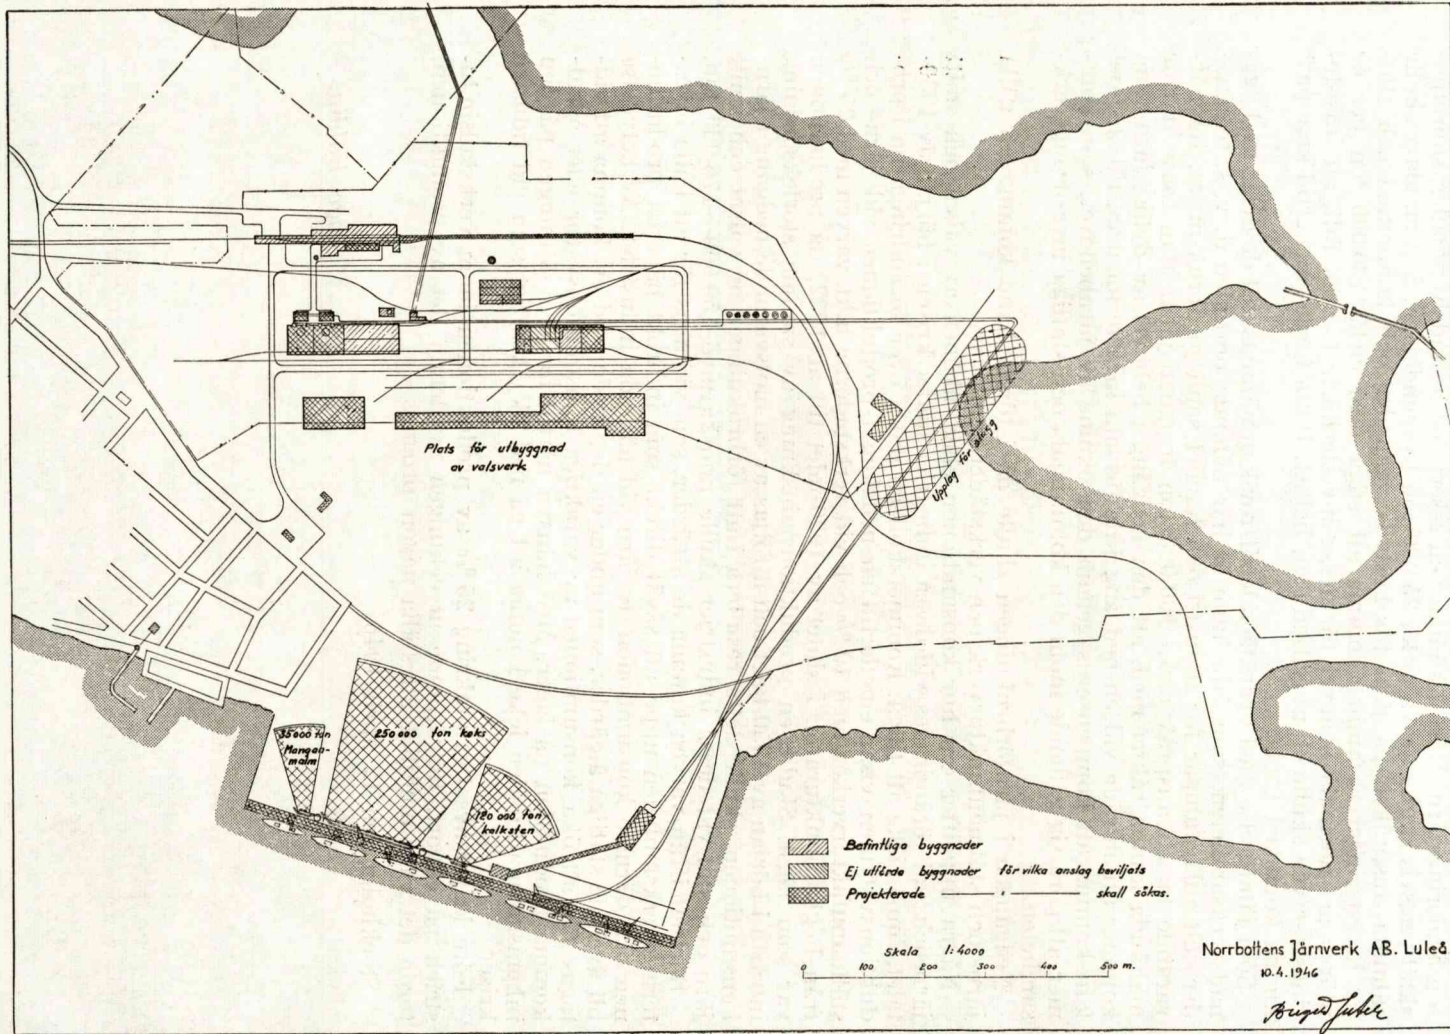 Plats för utbyggnad
av valsverk
Upplag för slagg
35000 ton
Mangan-
malm
250000 ton koks
120 000 ton
kalksten
Befintliga byggnader
Ej utförda byggnader för vilka anslag beviljats
Projekterade —— " —— skall sökas.
Skala 1:4000
0 100 200 300 400 500 m.
Norrbottens Järnverk AB. Luleå
10.4.1946